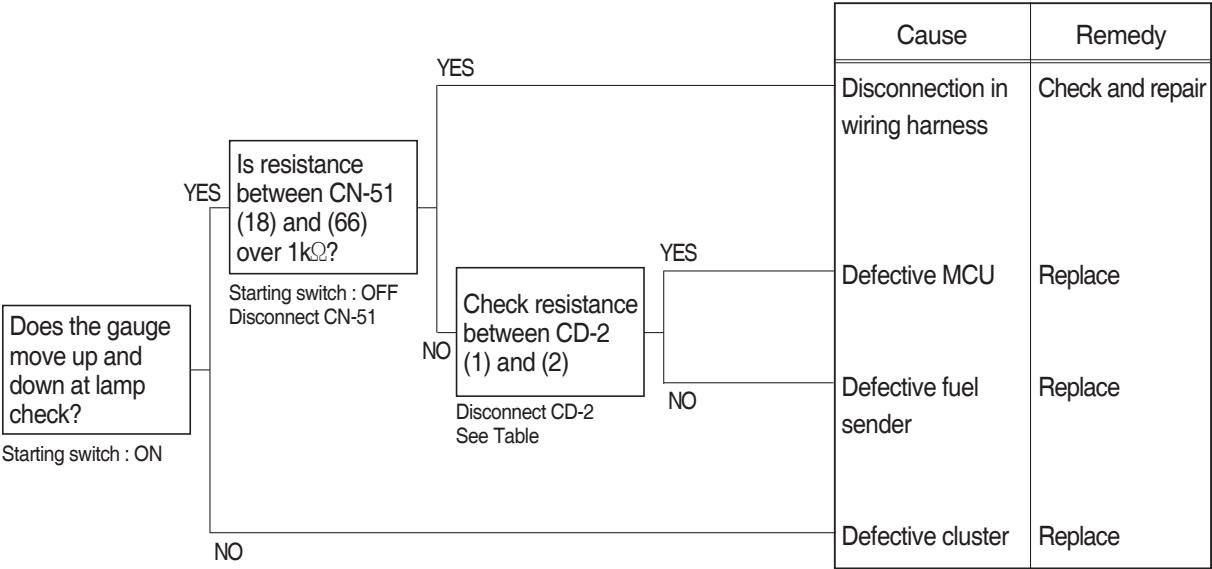 Cause
Remedy
YES
Disconnection in
wiring harness
Check and repair
YES
Is resistance
between CN-51
(18) and (66)
over 1kΩ?
Starting switch : OFF
Disconnect CN-51
YES
Defective MCU
Replace
Does the gauge
move up and
down at lamp
check?
Starting switch : ON
NO
Check resistance
between CD-2
(1) and (2)
Disconnect CD-2
See Table
NO
Defective fuel
sender
Replace
NO
Defective cluster
Replace